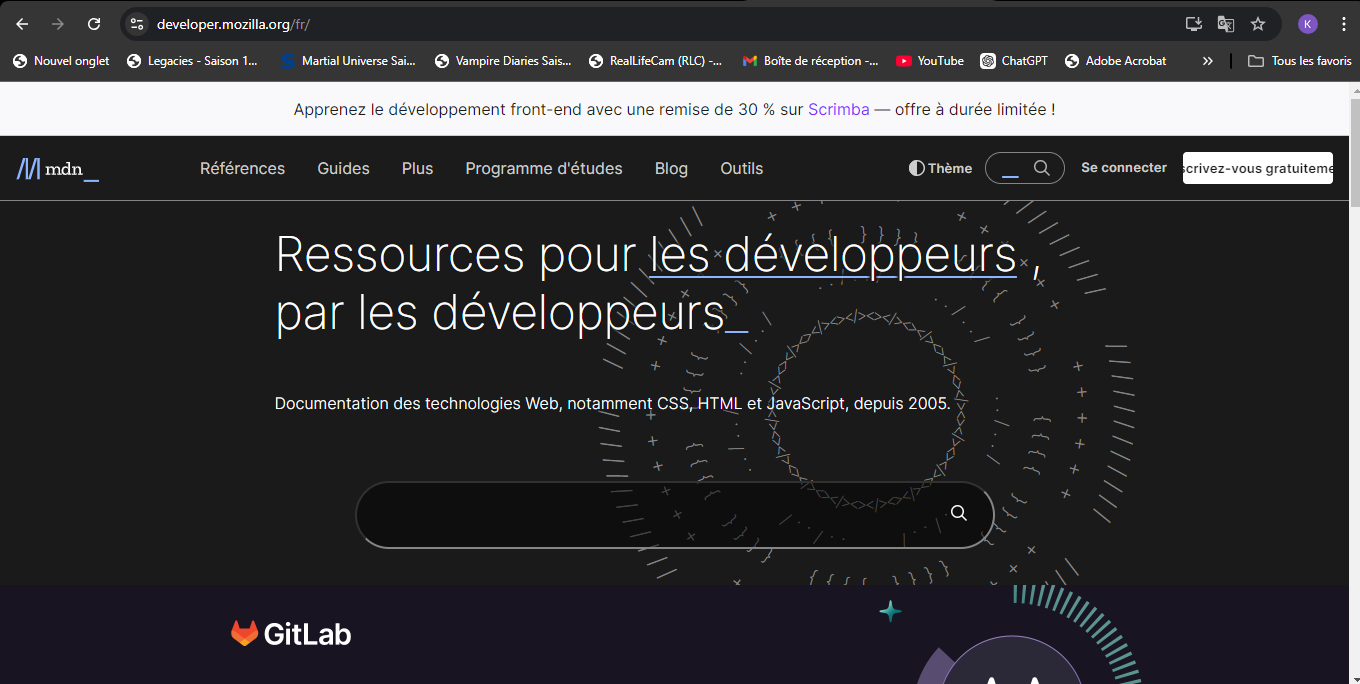 developer.mozilla.org/fr/
K
Nouvel onglet Legacies - Saison 1... Martial Universe Sai... Vampire Diaries Sais... RealLifeCam (RLC) -... Boîte de réception -... YouTube ChatGPT Adobe Acrobat » Tous les favoris
Apprenez le développement front-end avec une remise de 30 % sur Scrimba — offre à durée limitée !
mdn_ Références Guides Plus Programme d'études Blog Outils Thème _ Se connecter scrivez-vous gratuiteme
Ressources pour les développeurs ,
par les développeurs_
Documentation des technologies Web, notamment CSS, HTML et JavaScript, depuis 2005.
GitLab